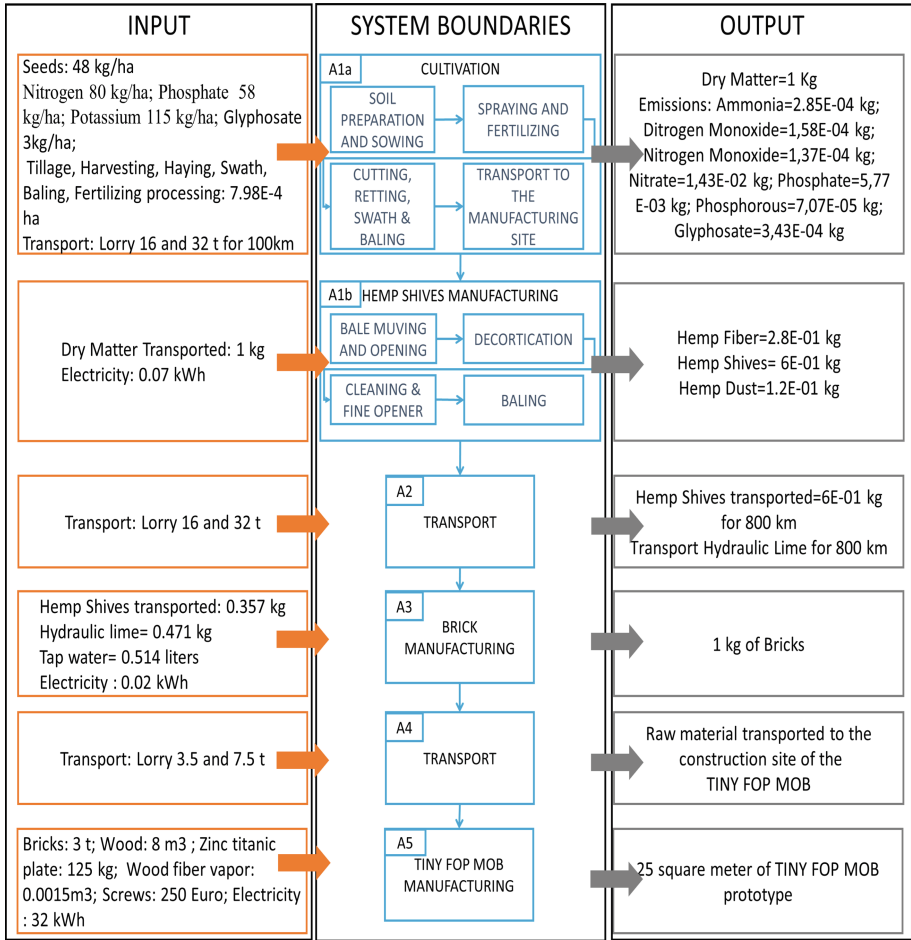 INPUT
SYSTEM BOUNDARIES
OUTPUT
Seeds: 48 kg/ha
Nitrogen 80 kg/ha; Phosphate 58
kg/ha; Potassium 115 kg/ha; Glyphosate
3kg/ha;
Tillage, Harvesting, Haying, Swath,
Baling, Fertilizing processing: 7.98E-4
ha
Transport: Lorry 16 and 32 t for 100km
A1a
CULTIVATION
SOIL
PREPARATION
AND SOWING
SPRAYING AND
FERTILIZING
CUTTING,
RETTING,
SWATH &
BALING
TRANSPORT TO
THE
MANUFACTURING
SITE
Dry Matter=1 Kg
Emissions: Ammonia=2.85E-04 kg;
Ditrogen Monoxide=1,58E-04 kg;
Nitrogen Monoxide=1,37E-04 kg;
Nitrate=1,43E-02 kg; Phosphate=5,77
E-03 kg; Phosphorous=7,07E-05 kg;
Glyphosate=3,43E-04 kg
Dry Matter Transported: 1 kg
Electricity: 0.07 kWh
A1b
HEMP SHIVES MANUFACTURING
BALE MUVING
AND OPENING
DECORTICATION
CLEANING &
FINE OPENER
BALING
Hemp Fiber=2.8E-01 kg
Hemp Shives= 6E-01 kg
Hemp Dust=1.2E-01 kg
Transport: Lorry 16 and 32 t
A2
TRANSPORT
Hemp Shives transported=6E-01 kg
for 800 km
Transport Hydraulic Lime for 800 km
Hemp Shives transported: 0.357 kg
Hydraulic lime= 0.471 kg
Tap water= 0.514 liters
Electricity : 0.02 kWh
A3
BRICK
MANUFACTURING
1 kg of Bricks
Transport: Lorry 3.5 and 7.5 t
A4
TRANSPORT
Raw material transported to the
construction site of the
TINY FOP MOB
Bricks: 3 t; Wood: 8 m3 ; Zinc titanic
plate: 125 kg; Wood fiber vapor:
0.0015m3; Screws: 250 Euro; Electricity
: 32 kWh
A5
TINY FOP MOB
MANUFACTURING
25 square meter of TINY FOP MOB
prototype